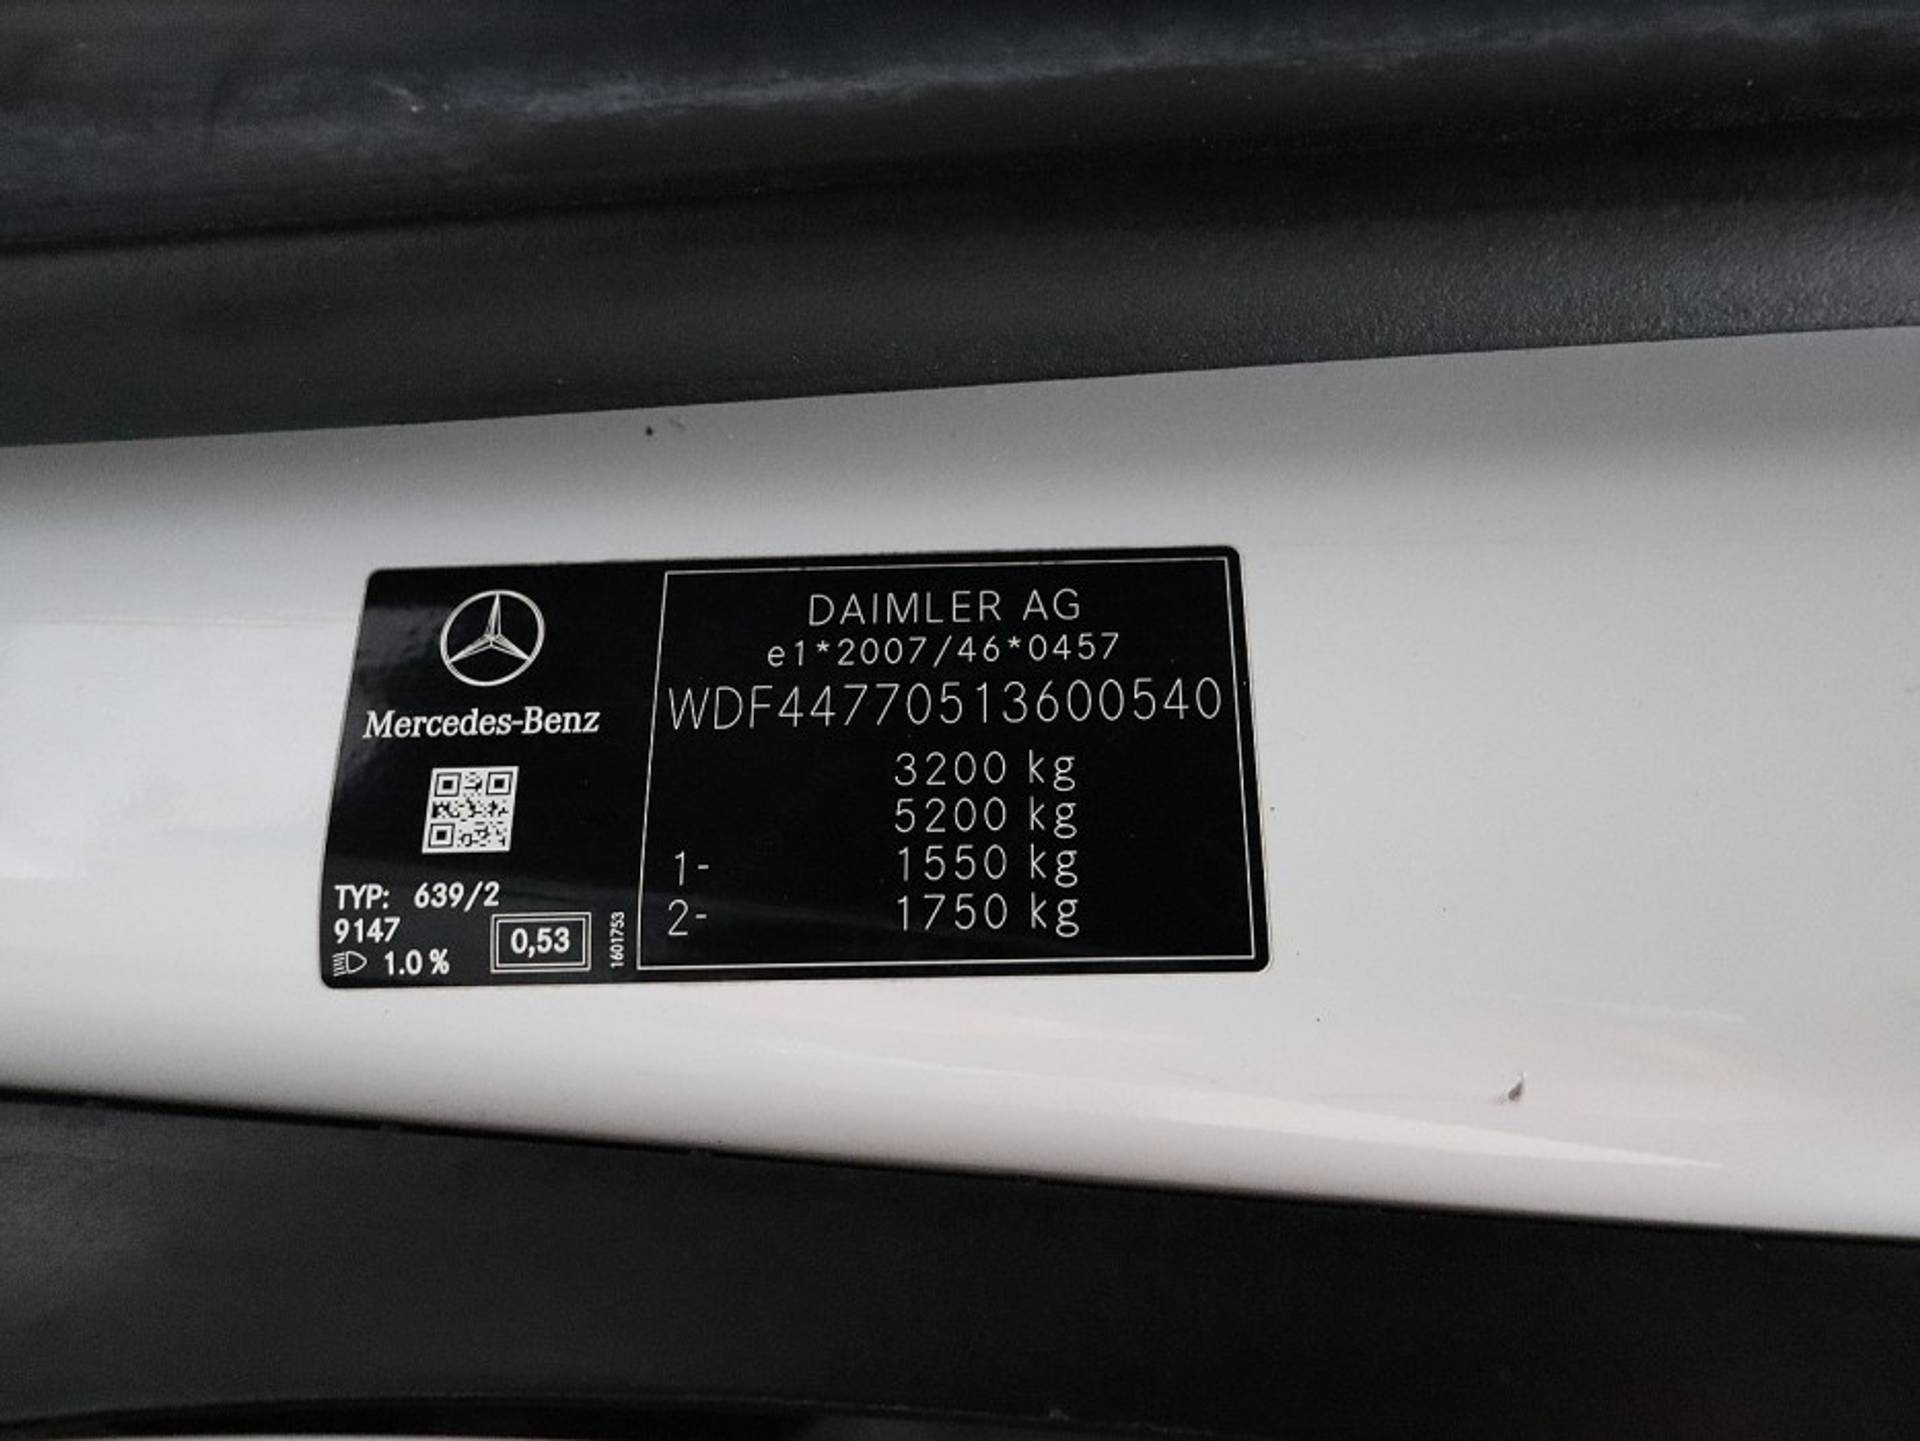 Mercedes-Benz
TYP: 639/2
9147
1.0 %
0,53
1601753
DAIMLER AG
e1*2007/46*0457
WDF44770513600540
3200 kg
5200 kg
1- 1550 kg
2- 1750 kg